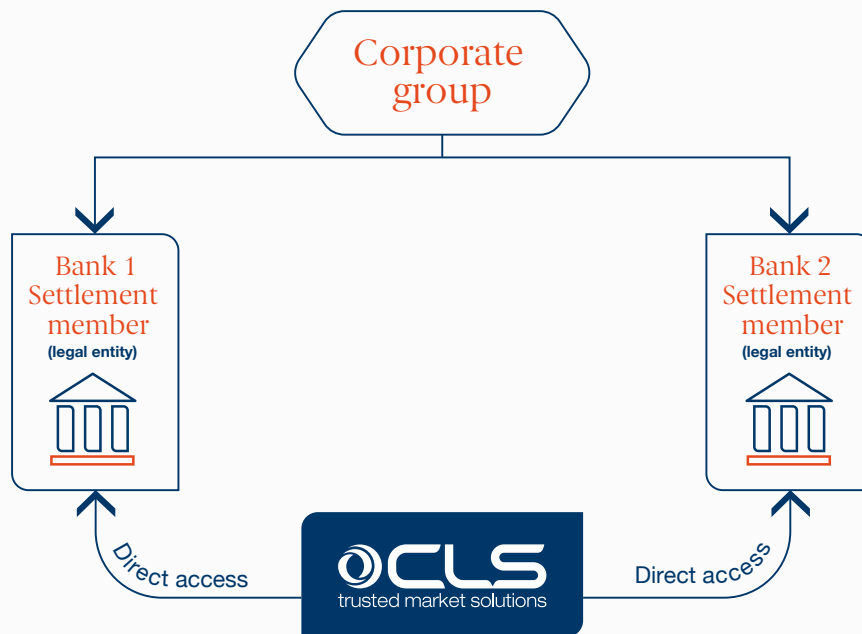 Corporate
group
Bank 1
Settlement
member
(legal entity)
Bank 2
Settlement
member
(legal entity)
Direct access
CLS
trusted market solutions
Direct access